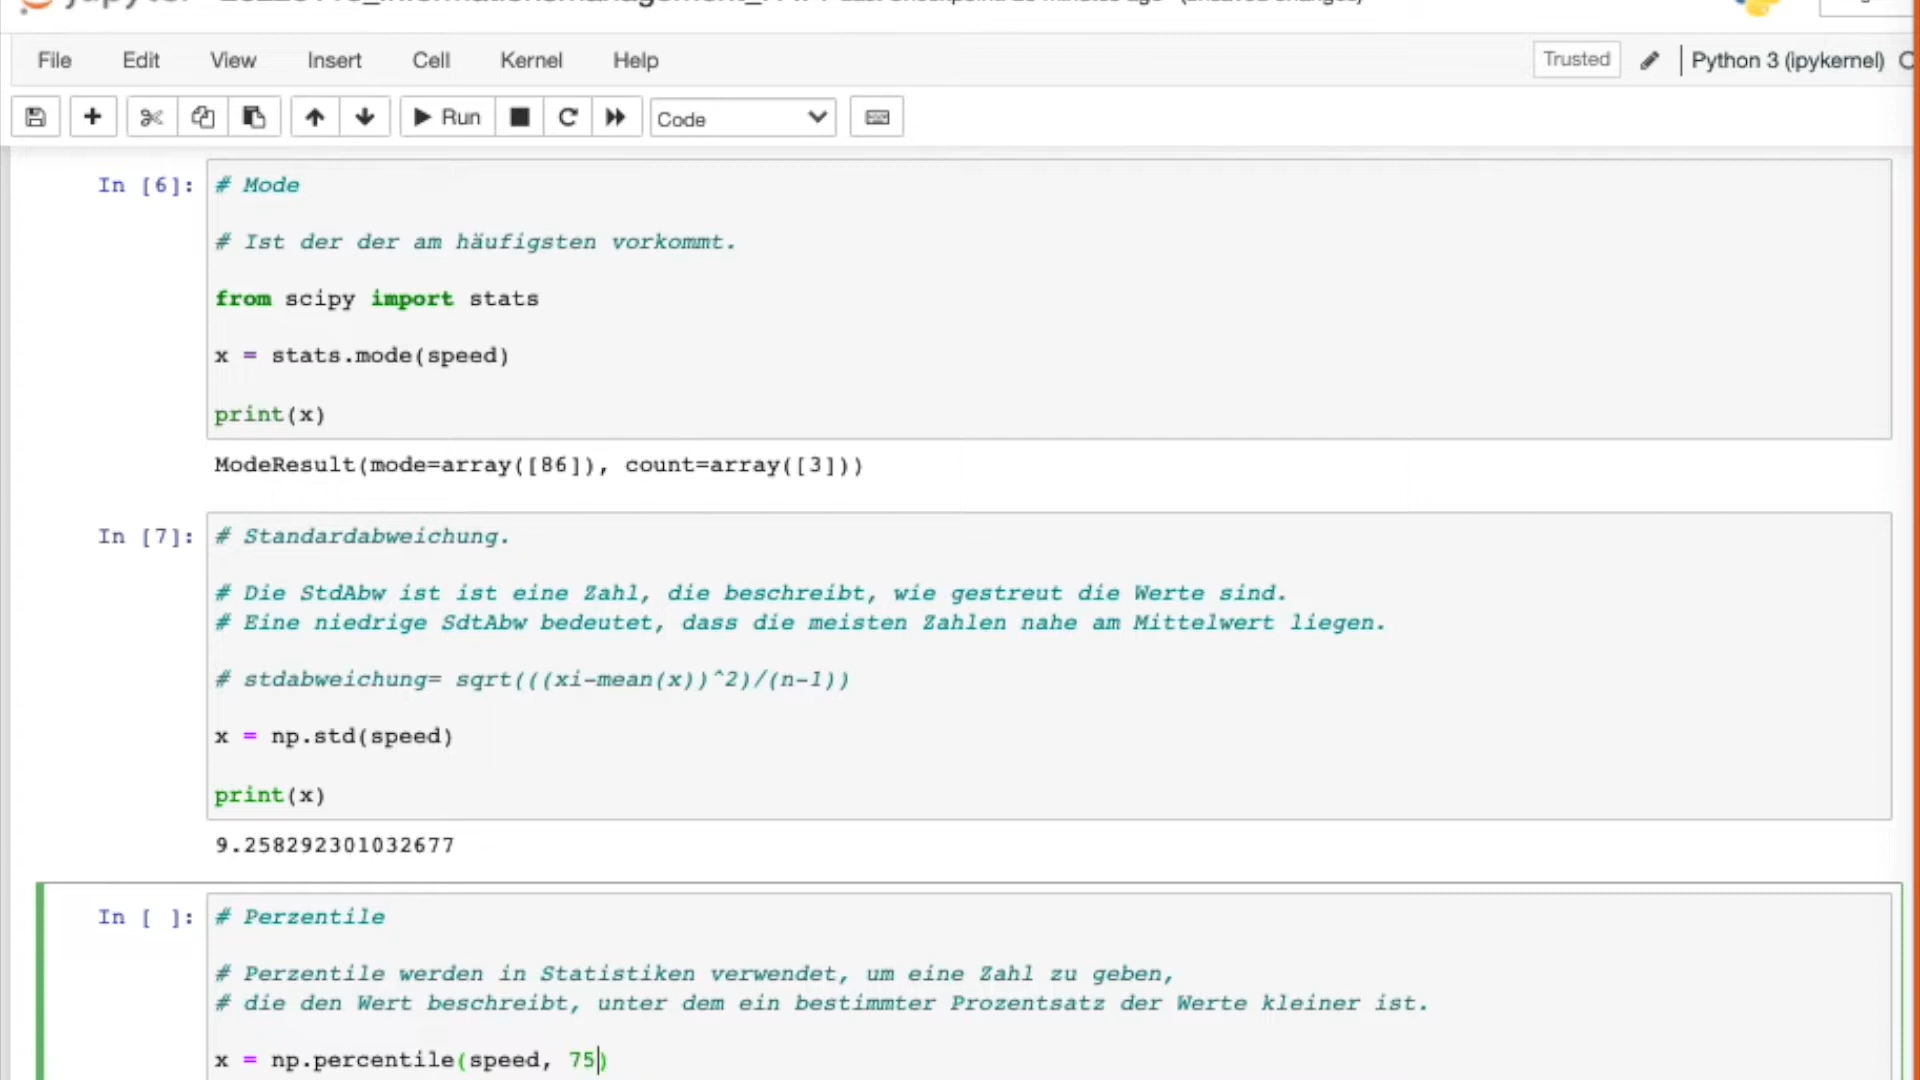 File Edit View Insert Cell Kernel Help Trusted Python 3 (ipykernel)
Run Code
In [6]: # Mode
# Ist der der am häufigsten vorkommt.
from scipy import stats
x = stats.mode(speed)
print(x)
ModeResult(mode=array([86]), count=array([3]))
In [7]: # Standardabweichung.
# Die StdAbw ist ist eine Zahl, die beschreibt, wie gestreut die Werte sind.
# Eine niedrige SdtAbw bedeutet, dass die meisten Zahlen nahe am Mittelwert liegen.
# stdabweichung= sqrt(((xi-mean(x))^2)/(n-1))
x = np.std(speed)
print(x)
9.258292301032677
In [ ]: # Perzentile
# Perzentile werden in Statistiken verwendet, um eine Zahl zu geben,
# die den Wert beschreibt, unter dem ein bestimmter Prozentsatz der Werte kleiner ist.
x = np.percentile(speed, 75)